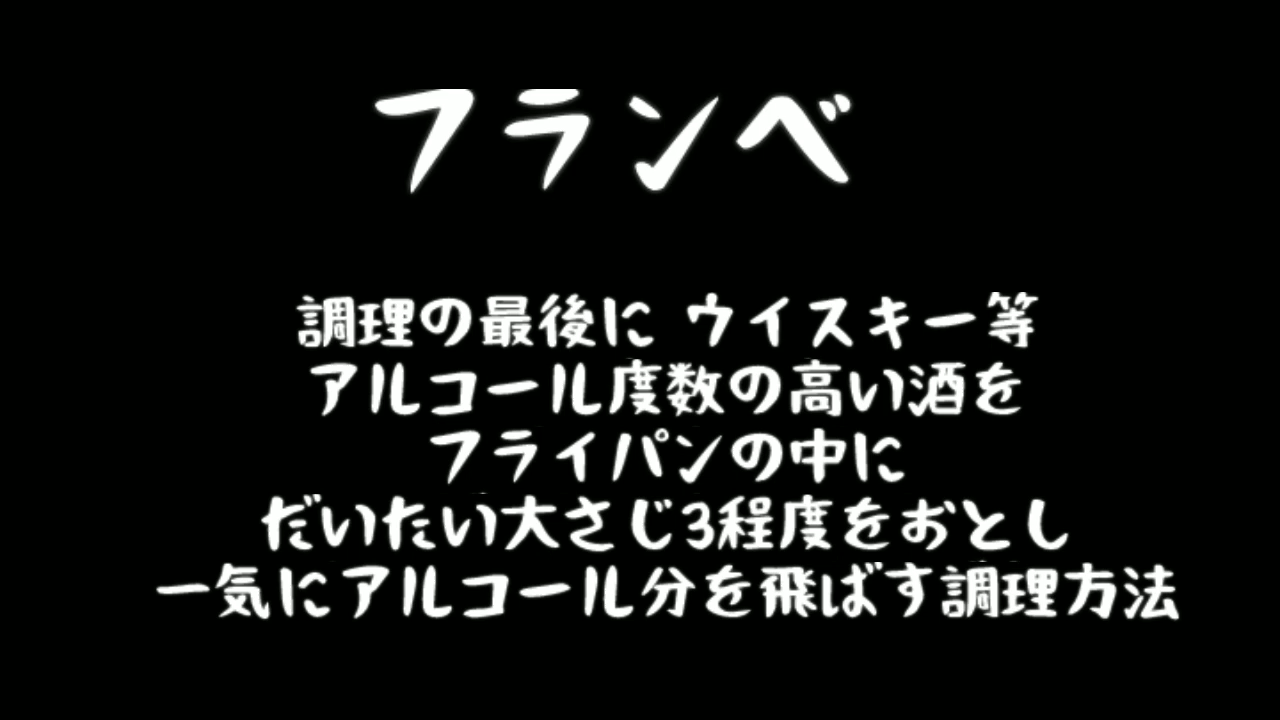 フランベ
調理の最後に ウイスキー等
アルコール度数の高い酒を
フライパンの中に
だいたい大さじ3程度をおとし
一気にアルコール分を飛ばす調理方法